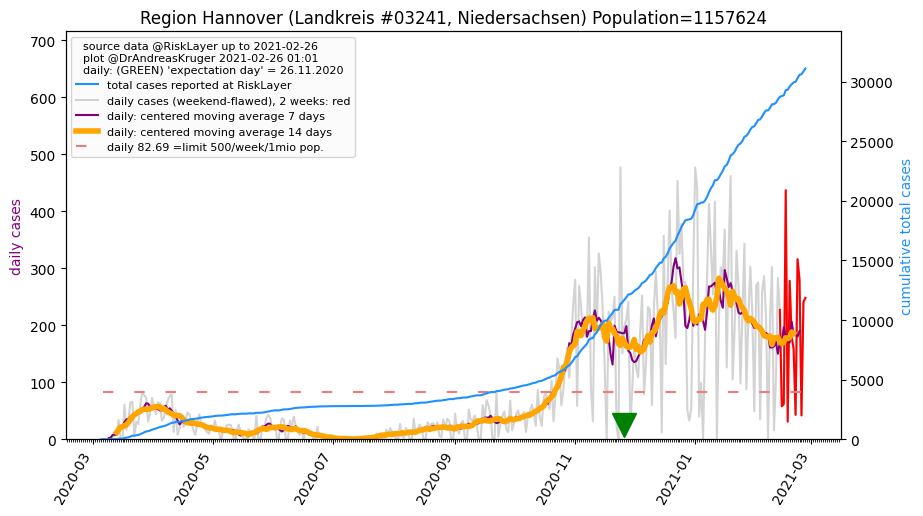 Region Hannover (Landkreis #03241, Niedersachsen) Population=1157624
source data @RiskLayer up to 2021-02-26
plot @DrAndreasKruger 2021-02-26 01:01
daily: (GREEN) 'expectation day' = 26.11.2020
total cases reported at RiskLayer
daily cases (weekend-flawed), 2 weeks: red
daily: centered moving average 7 days
daily: centered moving average 14 days
daily 82.69 =limit 500/week/1mio pop.
daily cases
700
600
500
400
300
200
100
0
cumulative total cases
30000
25000
20000
15000
10000
5000
0
2020-03
2020-05
2020-07
2020-09
2020-11
2021-01
2021-03